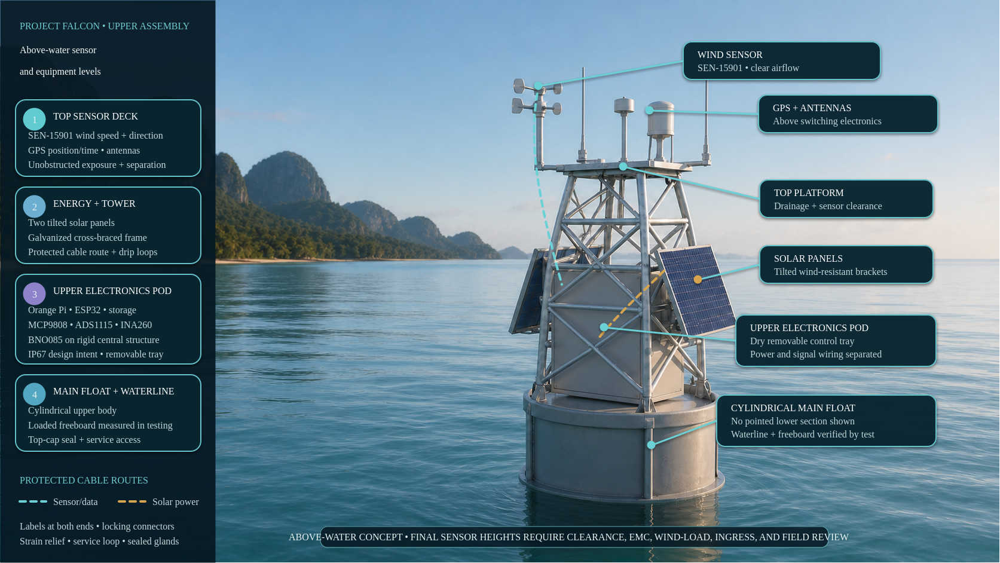 PROJECT FALCON • UPPER ASSEMBLY
Above-water sensor
and equipment levels
1
TOP SENSOR DECK
SEN-15901 wind speed + direction
GPS position/time • antennas
Unobstructed exposure + separation
2
ENERGY + TOWER
Two tilted solar panels
Galvanized cross-braced frame
Protected cable route + drip loops
3
UPPER ELECTRONICS POD
Orange Pi • ESP32 • storage
MCP9808 • ADS1115 • INA260
BNO085 on rigid central structure
IP67 design intent • removable tray
4
MAIN FLOAT + WATERLINE
Cylindrical upper body
Loaded freeboard measured in testing
Top-cap seal + service access
PROTECTED CABLE ROUTES
Sensor/data
Solar power
Labels at both ends • locking connectors
Strain relief • service loop • sealed glands
WIND SENSOR
SEN-15901 • clear airflow
GPS + ANTENNAS
Above switching electronics
TOP PLATFORM
Drainage + sensor clearance
SOLAR PANELS
Tilted wind-resistant brackets
UPPER ELECTRONICS POD
Dry removable control tray
Power and signal wiring separated
CYLINDRICAL MAIN FLOAT
No pointed lower section shown
Waterline + freeboard verified by test
ABOVE-WATER CONCEPT • FINAL SENSOR HEIGHTS REQUIRE CLEARANCE, EMC, WIND-LOAD, INGRESS, AND FIELD REVIEW